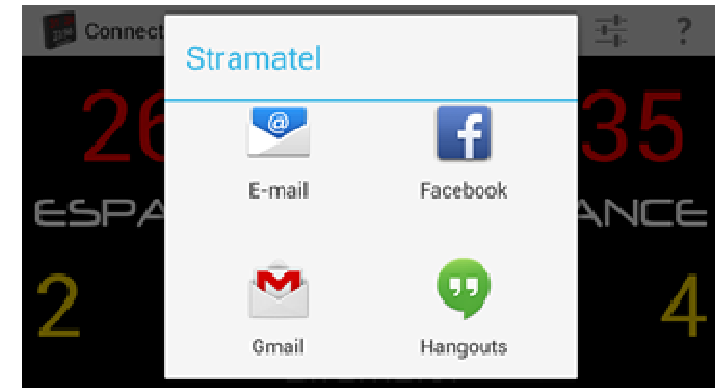 Connect
?
Stramatel
26
35
@
f
E-mail
Facebook
ESPA
ANCE
2
4
Gmail
Hangouts